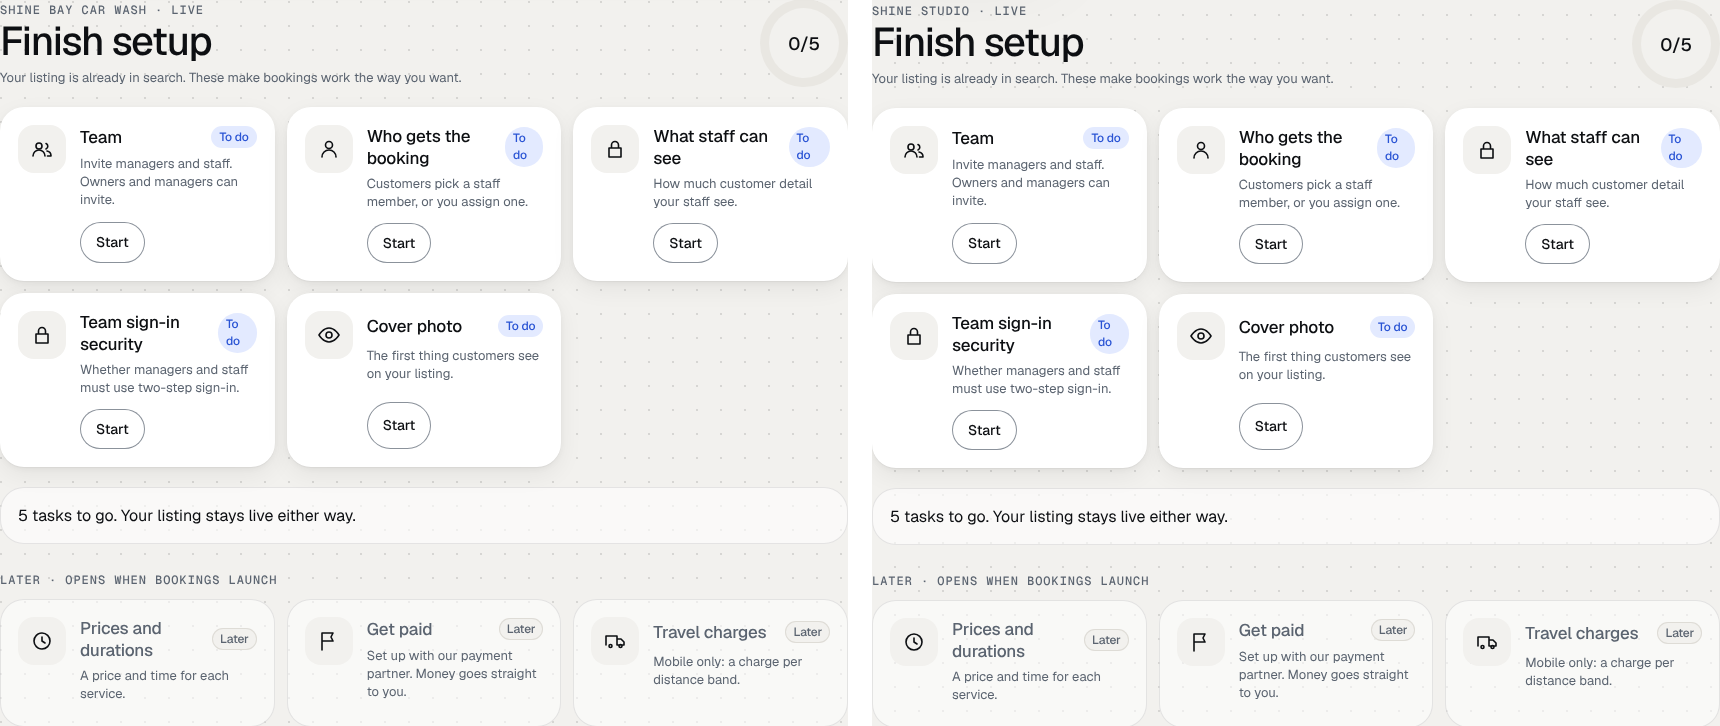 SHINE BAY CAR WASH · LIVE
Finish setup
Your listing is already in search. These make bookings work the way you want.
0/5
Team
To do
Invite managers and staff.
Owners and managers can
invite.
Start
Who gets the
booking
To
do
Customers pick a staff
member, or you assign one.
Start
What staff can
see
To
do
How much customer detail
your staff see.
Start
Team sign-in
security
To
do
Whether managers and staff
must use two-step sign-in.
Start
Cover photo
To do
The first thing customers see
on your listing.
Start
5 tasks to go. Your listing stays live either way.
LATER · OPENS WHEN BOOKINGS LAUNCH
Prices and
durations
Later
A price and time for each
service.
Get paid
Later
Set up with our payment
partner. Money goes straight
to you.
Travel charges
Later
Mobile only: a charge per
distance band.
SHINE STUDIO · LIVE
Finish setup
Your listing is already in search. These make bookings work the way you want.
0/5
Team
To do
Invite managers and staff.
Owners and managers can
invite.
Start
Who gets the
booking
To
do
Customers pick a staff
member, or you assign one.
Start
What staff can
see
To
do
How much customer detail
your staff see.
Start
Team sign-in
security
To
do
Whether managers and staff
must use two-step sign-in.
Start
Cover photo
To do
The first thing customers see
on your listing.
Start
5 tasks to go. Your listing stays live either way.
LATER · OPENS WHEN BOOKINGS LAUNCH
Prices and
durations
Later
A price and time for each
service.
Get paid
Later
Set up with our payment
partner. Money goes straight
to you.
Travel charges
Later
Mobile only: a charge per
distance band.